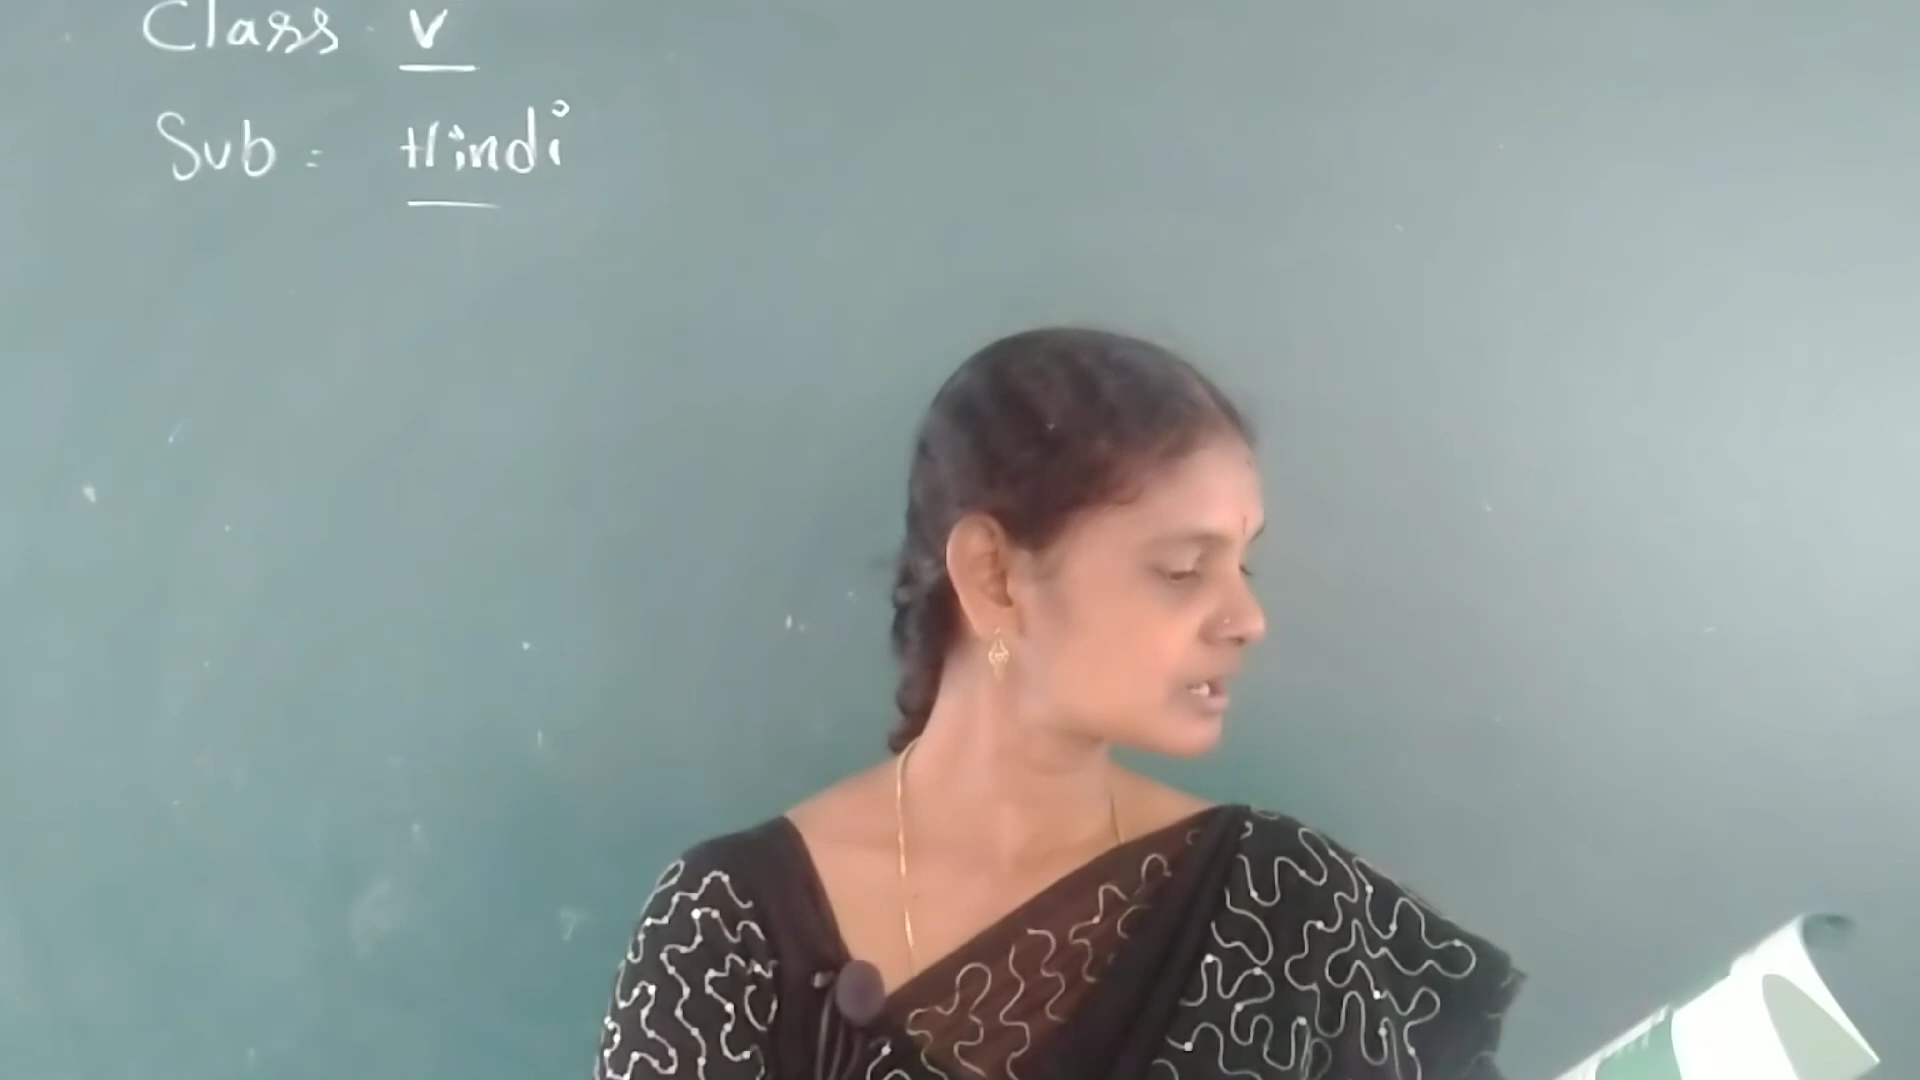 Class - V
Sub = Hindi